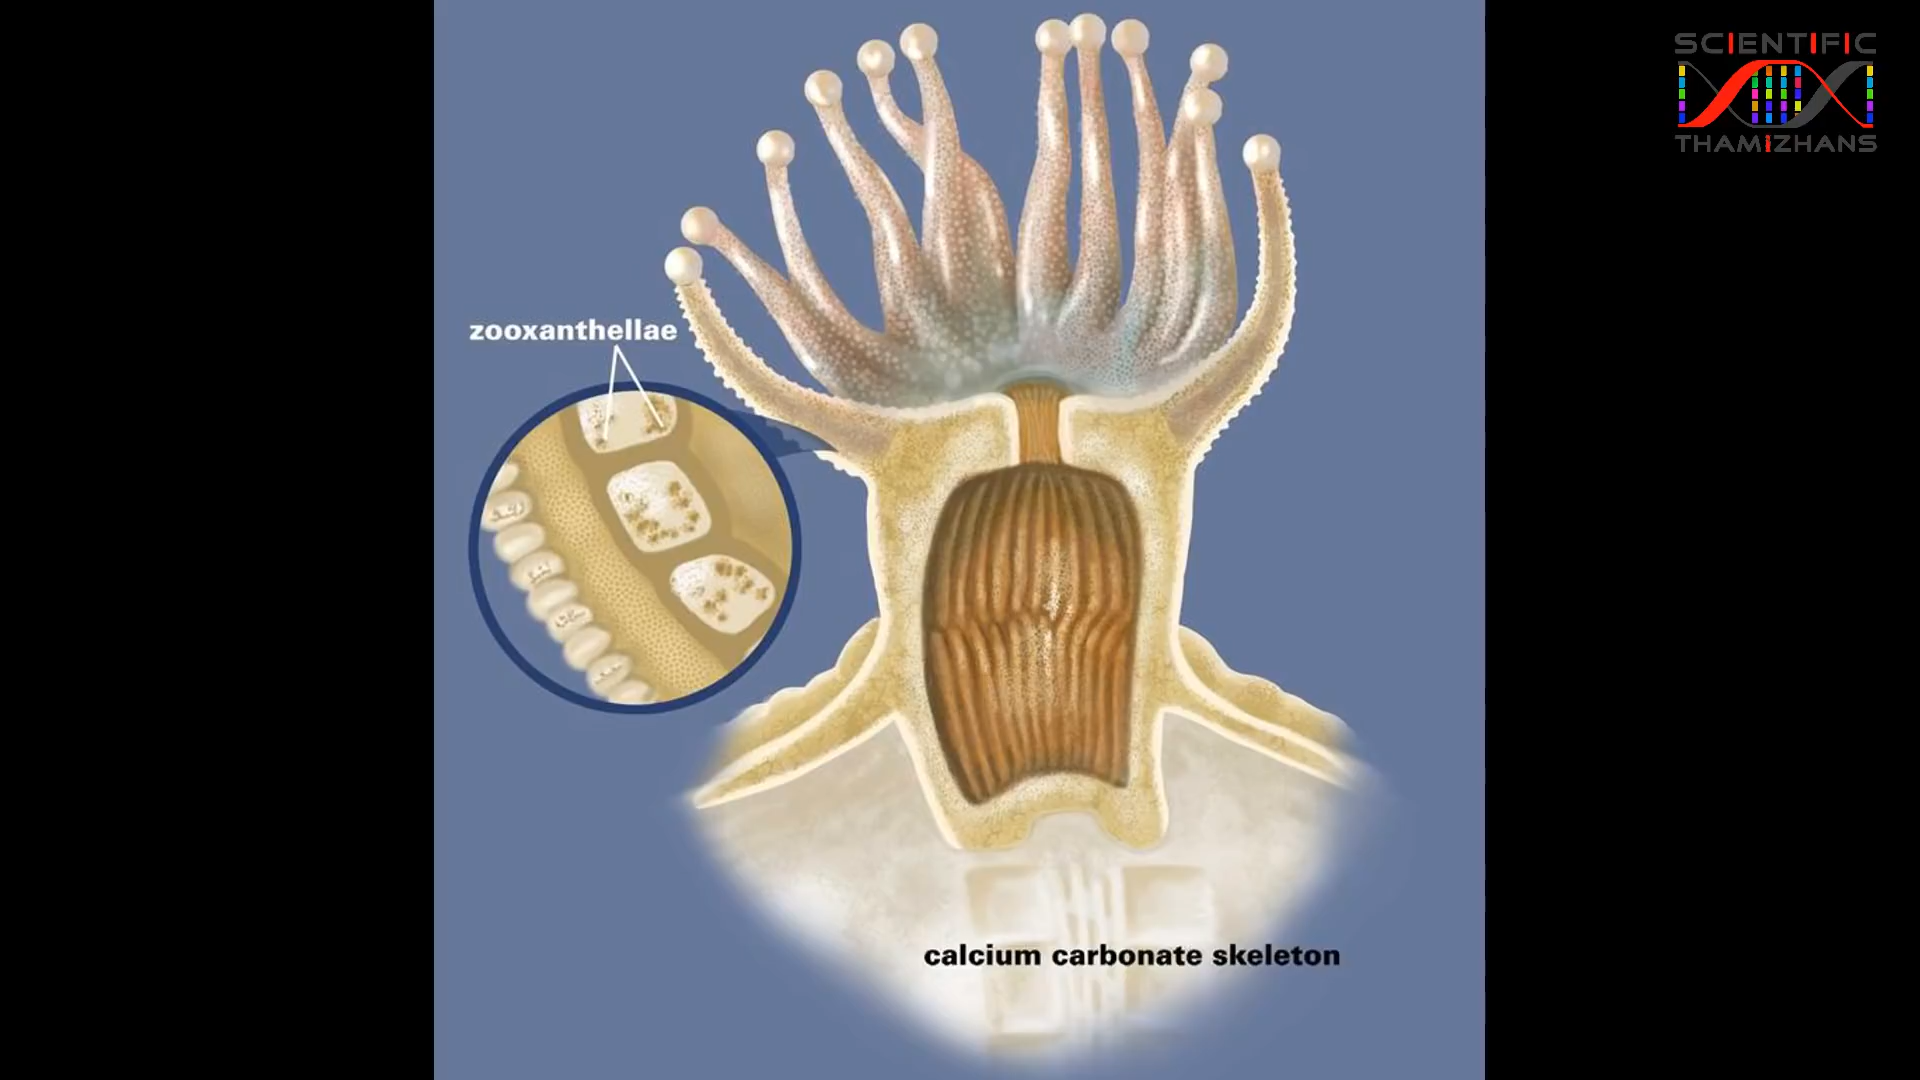 SCIENTIFIC
THAMIZHANS
zooxanthellae
calcium carbonate skeleton